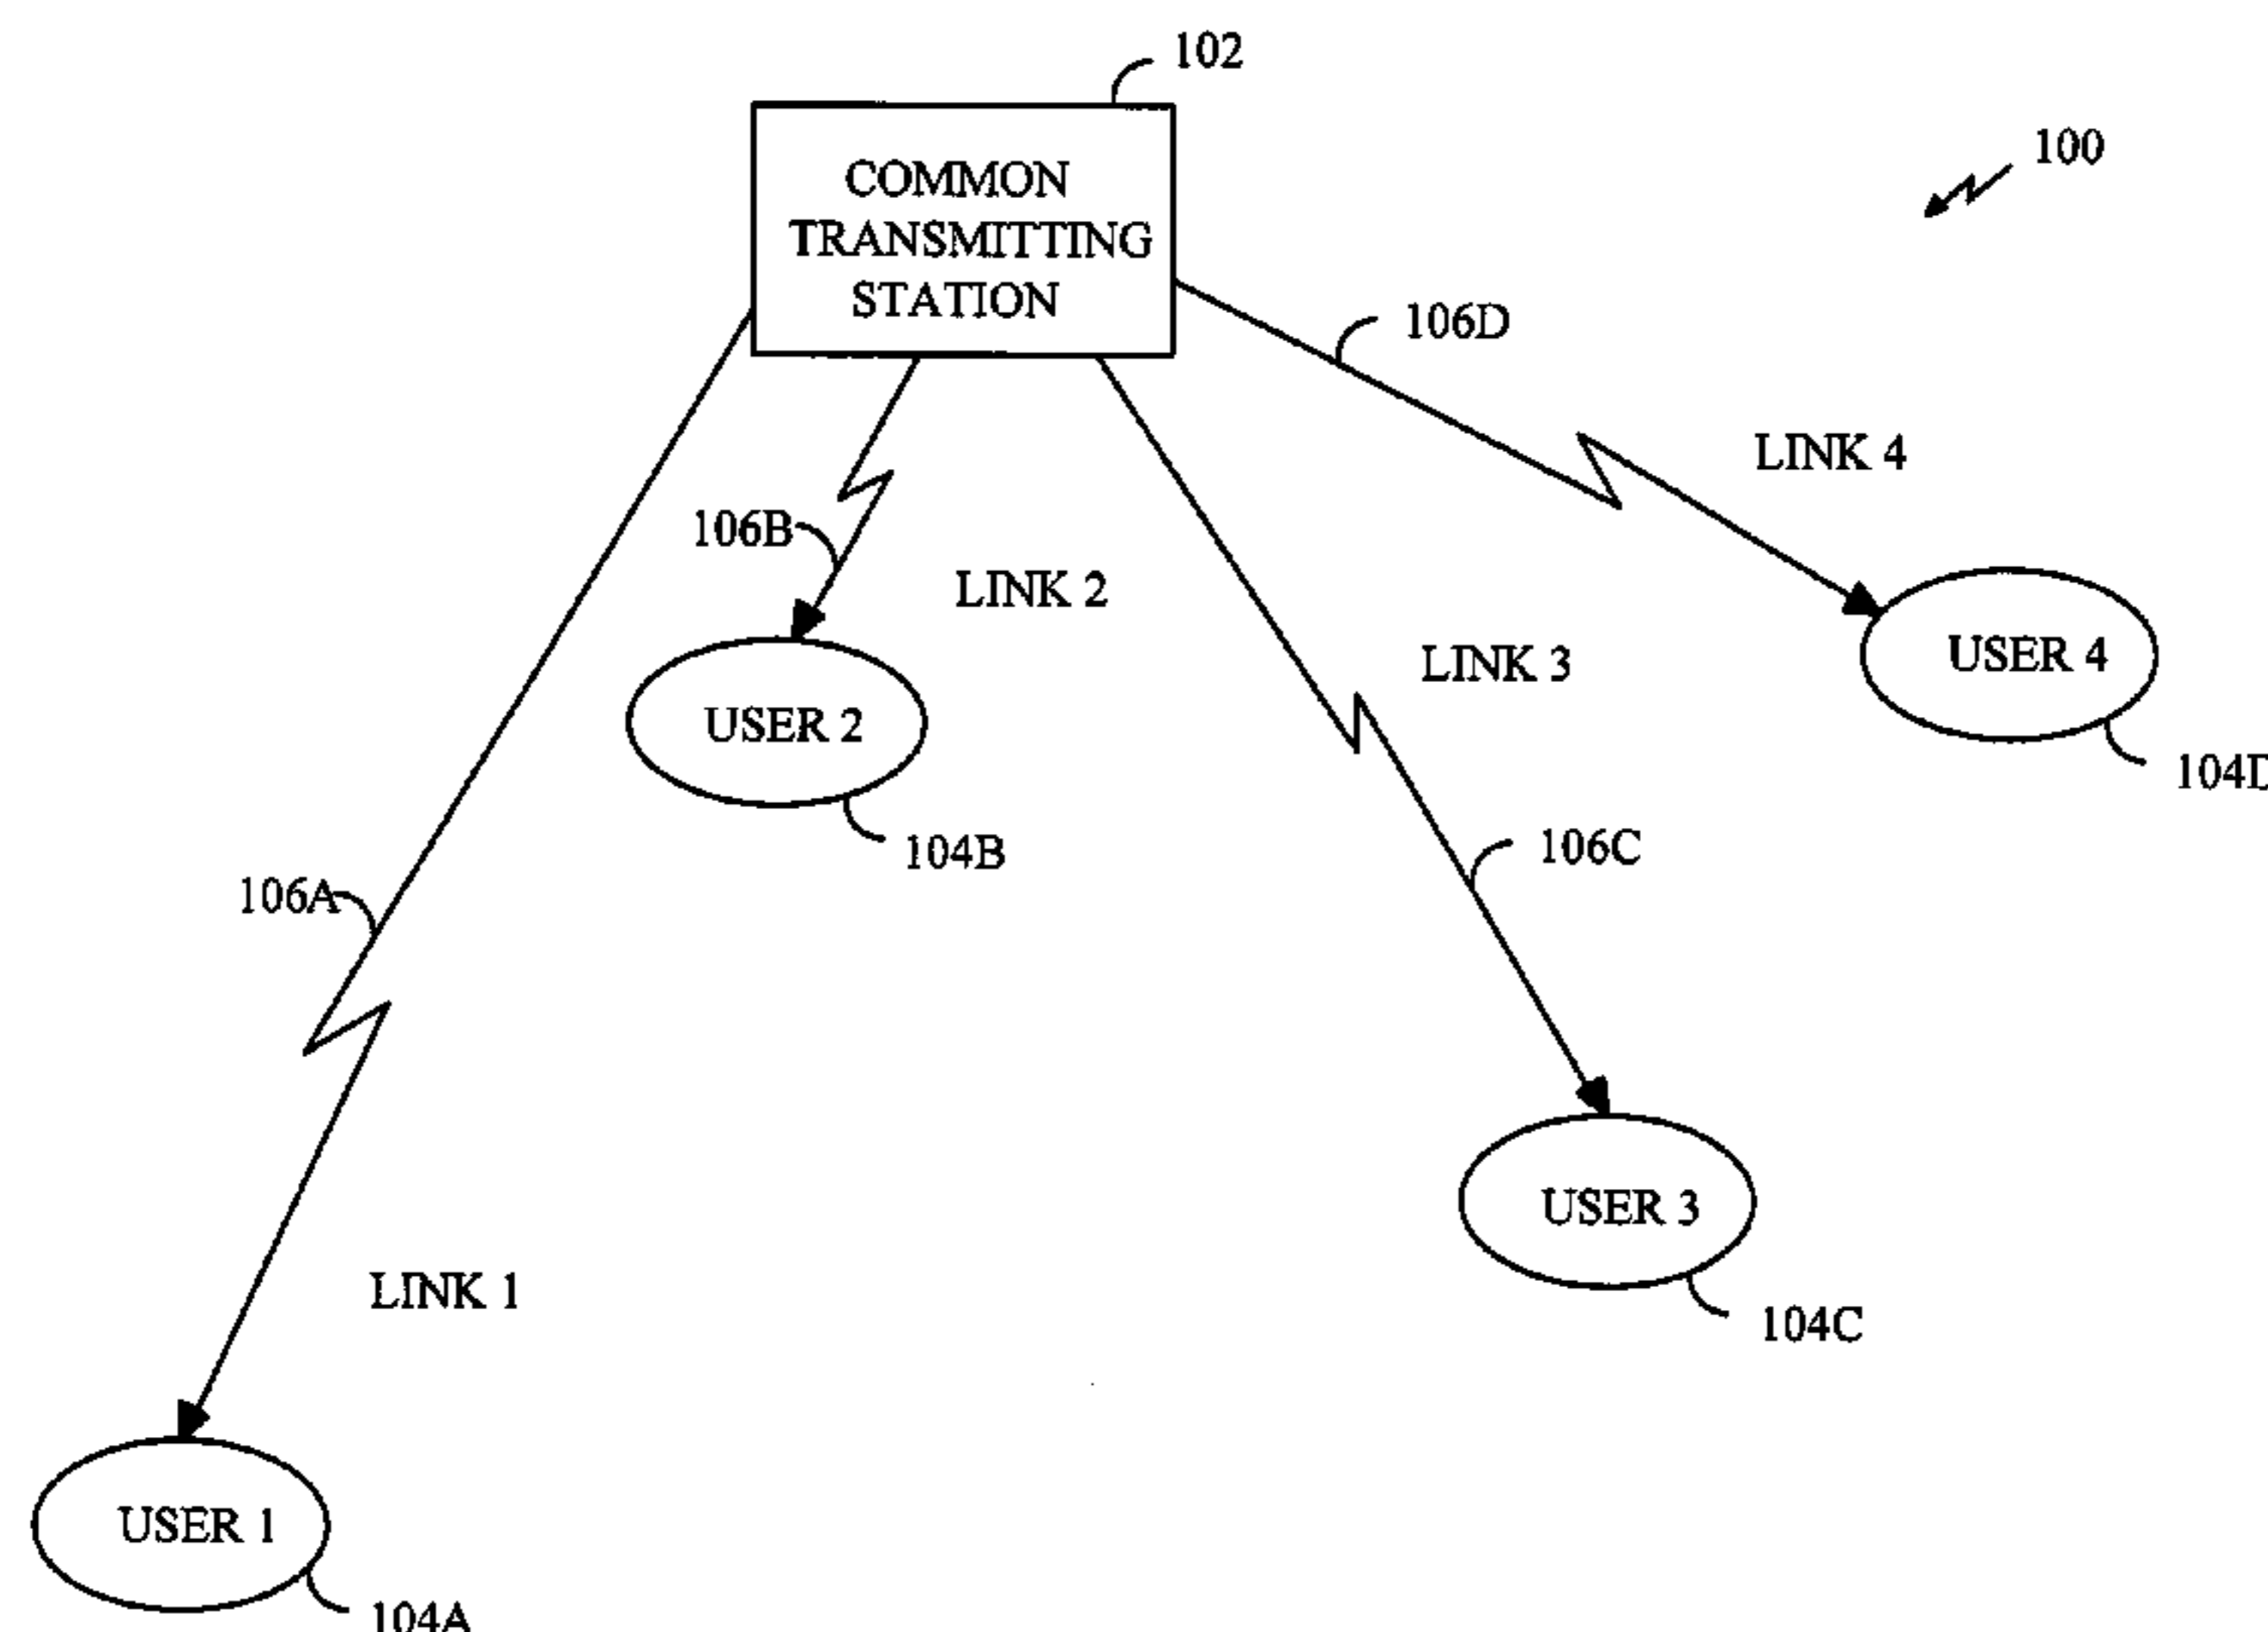 102
100
COMMON
TRANSMITTING
STATION
106D
LINK 4
106B
LINK 2
LINK 3
USER 4
USER 2
104D
104B
106C
106A
USER 3
LINK 1
104C
USER 1
104A